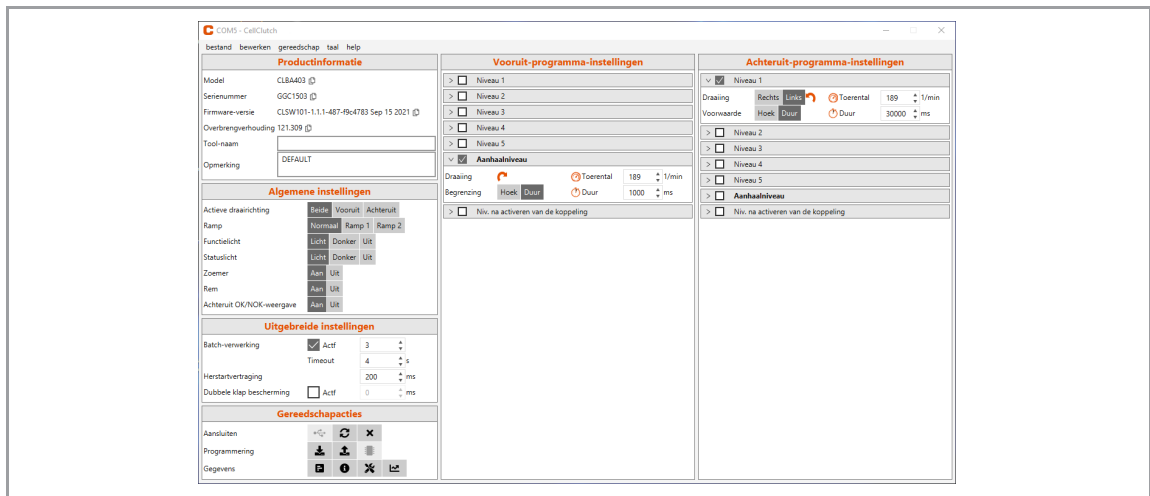 COM5 - CellClutch
bestand bewerken gereedschap taal help
Productinformatie
Model CLBA403
Serienummer GGC1503
Firmware-versie CLSW101-1.1.1-487-f9c4783 Sep 15 2021
Overbrengverhouding 121.309
Tool-naam
Opmerking DEFAULT
Algemene instellingen
Actieve draairichting Beide Vooruit Achteruit
Ramp Normaal Ramp 1 Ramp 2
Functielicht Licht Donker Uit
Statuslicht Licht Donker Uit
Zoemer Aan Uit
Rem Aan Uit
Achteruit OK/NOK-weergave Aan Uit
Uitgebreide instellingen
Batch-verwerking Actf 3
Timeout 4 s
Herstartvertraging 200 ms
Dubbele klap bescherming Actf 0 ms
Gereedschapacties
Aansluiten
Programmering
Gegevens
Vooruit-programma-instellingen
> Niveau 1
> Niveau 2
> Niveau 3
> Niveau 4
> Niveau 5
Aanhaalniveau
Draaiing Toerental 189 1/min
Begrenzing Hoek Duur Duur 1000 ms
> Niv. na activeren van de koppeling
Achteruit-programma-instellingen
Niveau 1
Draaiing Rechts Links Toerental 189 1/min
Voorwaarde Hoek Duur Duur 30000 ms
> Niveau 2
> Niveau 3
> Niveau 4
> Niveau 5
> Aanhaalniveau
> Niv. na activeren van de koppeling